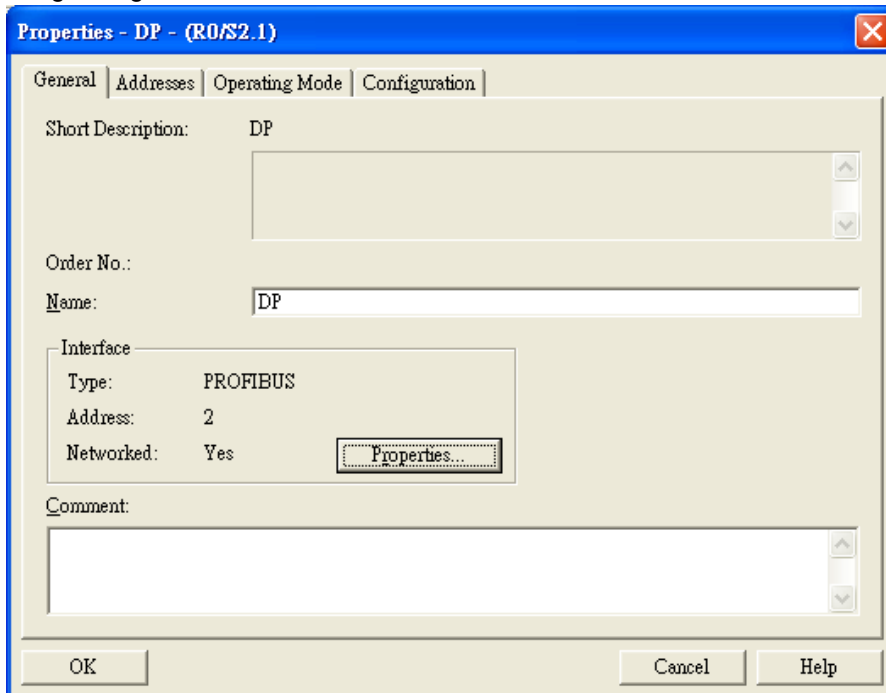 Properties - DP - (R0/S2.1)
General Addresses Operating Mode Configuration
Short Description: DP
Order No.:
Name: DP
Interface
Type: PROFIBUS
Address: 2
Networked: Yes Properties...
Comment:
OK Cancel Help